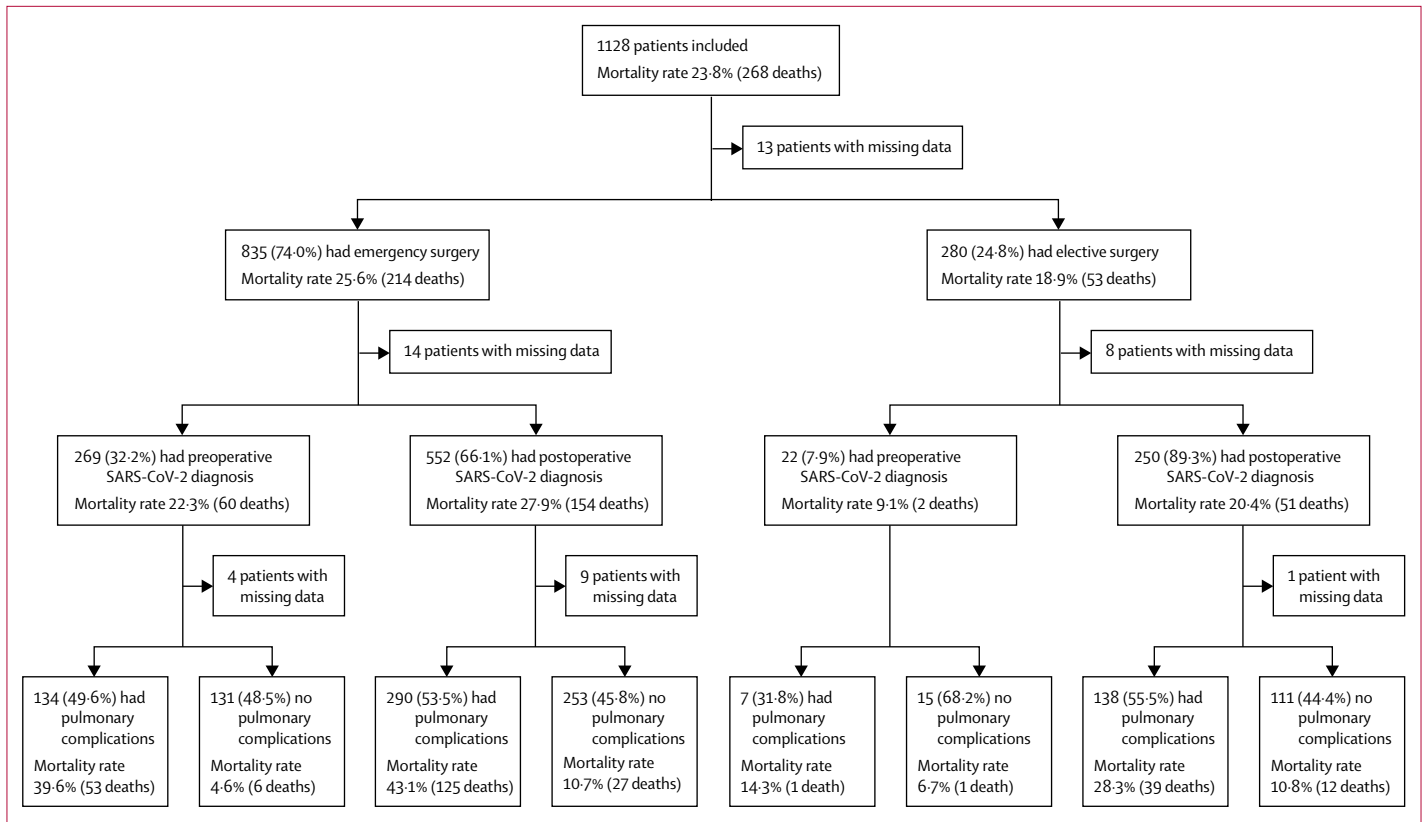 1128 patients included
Mortality rate 23·8% (268 deaths)
13 patients with missing data
835 (74·0%) had emergency surgery
Mortality rate 25·6% (214 deaths)
280 (24·8%) had elective surgery
Mortality rate 18·9% (53 deaths)
14 patients with missing data
8 patients with missing data
269 (32·2%) had preoperative
SARS-CoV-2 diagnosis
Mortality rate 22·3% (60 deaths)
552 (66·1%) had postoperative
SARS-CoV-2 diagnosis
Mortality rate 27·9% (154 deaths)
22 (7·9%) had preoperative
SARS-CoV-2 diagnosis
Mortality rate 9·1% (2 deaths)
250 (89·3%) had postoperative
SARS-CoV-2 diagnosis
Mortality rate 20·4% (51 deaths)
4 patients with
missing data
9 patients with
missing data
1 patient with
missing data
134 (49·6%) had
pulmonary
complications
Mortality rate
39·6% (53 deaths)
131 (48·5%) no
pulmonary
complications
Mortality rate
4·6% (6 deaths)
290 (53·5%) had
pulmonary
complications
Mortality rate
43·1% (125 deaths)
253 (45·8%) no
pulmonary
complications
Mortality rate
10·7% (27 deaths)
7 (31·8%) had
pulmonary
complications
Mortality rate
14·3% (1 death)
15 (68·2%) no
pulmonary
complications
Mortality rate
6·7% (1 death)
138 (55·5%) had
pulmonary
complications
Mortality rate
28·3% (39 deaths)
111 (44·4%) no
pulmonary
complications
Mortality rate
10·8% (12 deaths)